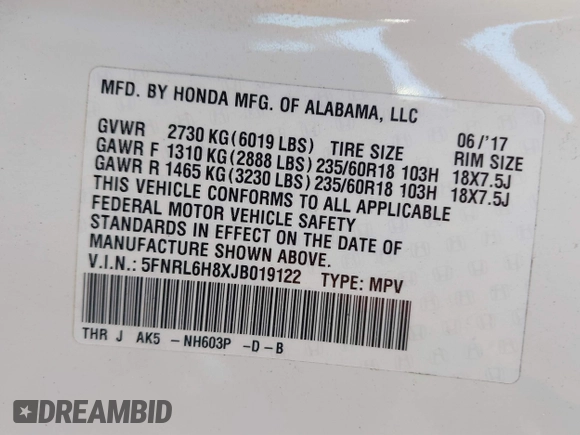 MFD. BY HONDA MFG. OF ALABAMA, LLC
GVWR 2730 KG(6019 LBS) TIRE SIZE 06/'17 RIM SIZE
GAWR F 1310 KG(2888 LBS)235/60R18 103H 18X7.5J
GAWR R 1465 KG(3230 LBS)235/60R18 103H 18X7.5J
THIS VEHICLE CONFORMS TO ALL APPLICABLE
FEDERAL MOTOR VEHICLE SAFETY
STANDARDS IN EFFECT ON THE DATE OF
MANUFACTURE SHOWN ABOVE.
V.I.N.: 5FNRL6H8XJB019122 TYPE: MPV
THR J AK5 -NH603P -D-B
DREAMBID